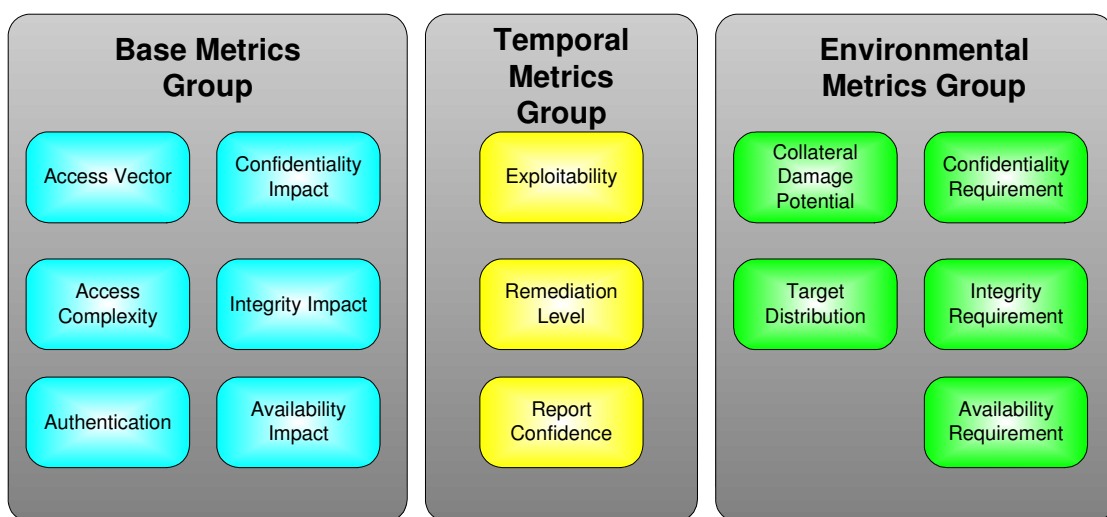 Base Metrics
Group
Access Vector
Confidentiality
Impact
Access
Complexity
Integrity Impact
Authentication
Availability
Impact
Temporal
Metrics
Group
Exploitability
Remediation
Level
Report
Confidence
Environmental
Metrics Group
Collateral
Damage
Potential
Confidentiality
Requirement
Target
Distribution
Integrity
Requirement
Availability
Requirement